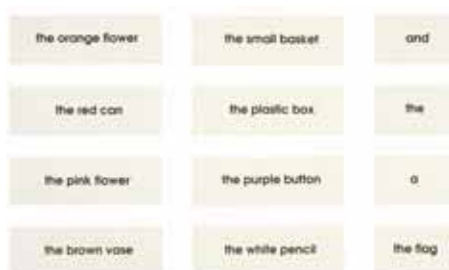 the orange flower
the small basket
and
the red can
the plastic box
the
the pink flower
the purple button
a
the brown vase
the white pencil
the flag